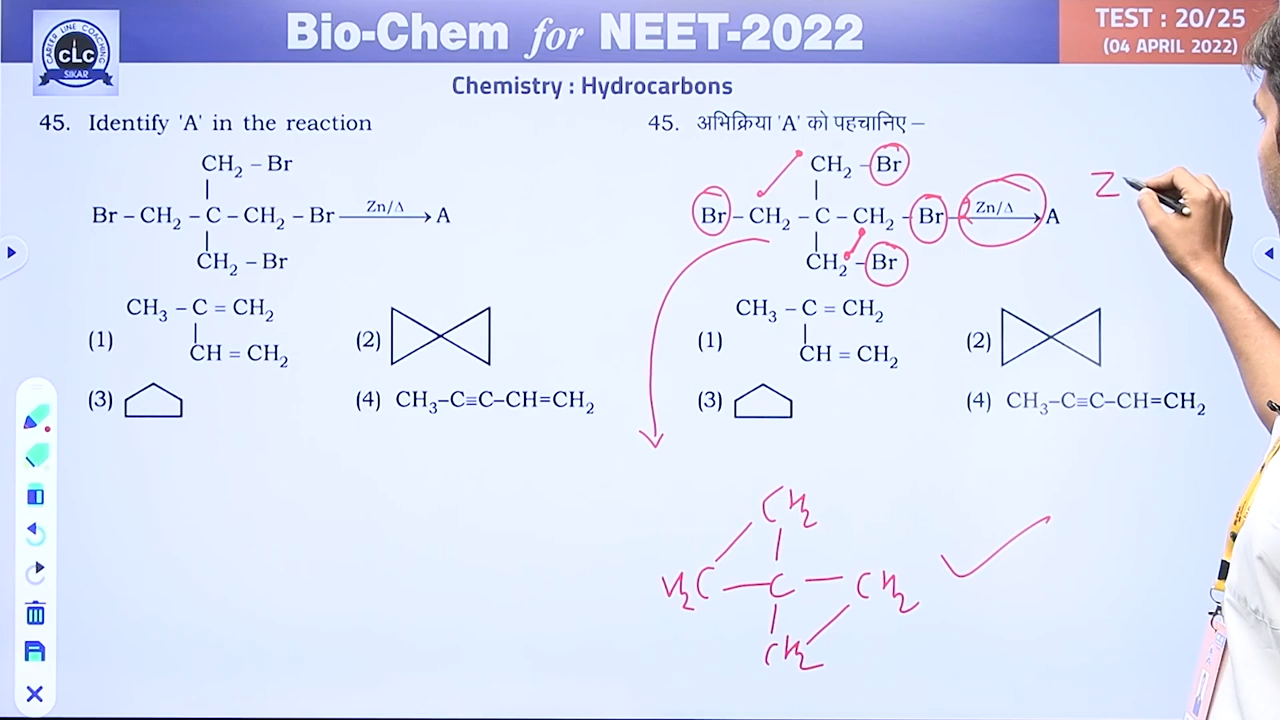 CAREER LINE COACHING
CLC
SIKAR
Bio-Chem for NEET-2022
TEST : 20/25
(04 APRIL 2022)
Chemistry : Hydrocarbons
45. Identify 'A' in the reaction
CH₂ – Br
Br – CH₂ – C – CH₂ – Br Zn/Δ → A
CH₂ – Br
(1) CH₃ – C = CH₂
CH = CH₂
(2)
(3)
(4) CH₃–C≡C–CH=CH₂
45. अभिक्रिया 'A' को पहचानिए –
CH₂ – Br
Br – CH₂ – C – CH₂ – Br Zn/Δ → A
CH₂ – Br
Z
(1) CH₃ – C = CH₂
CH = CH₂
(2)
(3)
(4) CH₃–C≡C–CH=CH₂
CH₂
H₂C – C – CH₂
CH₂